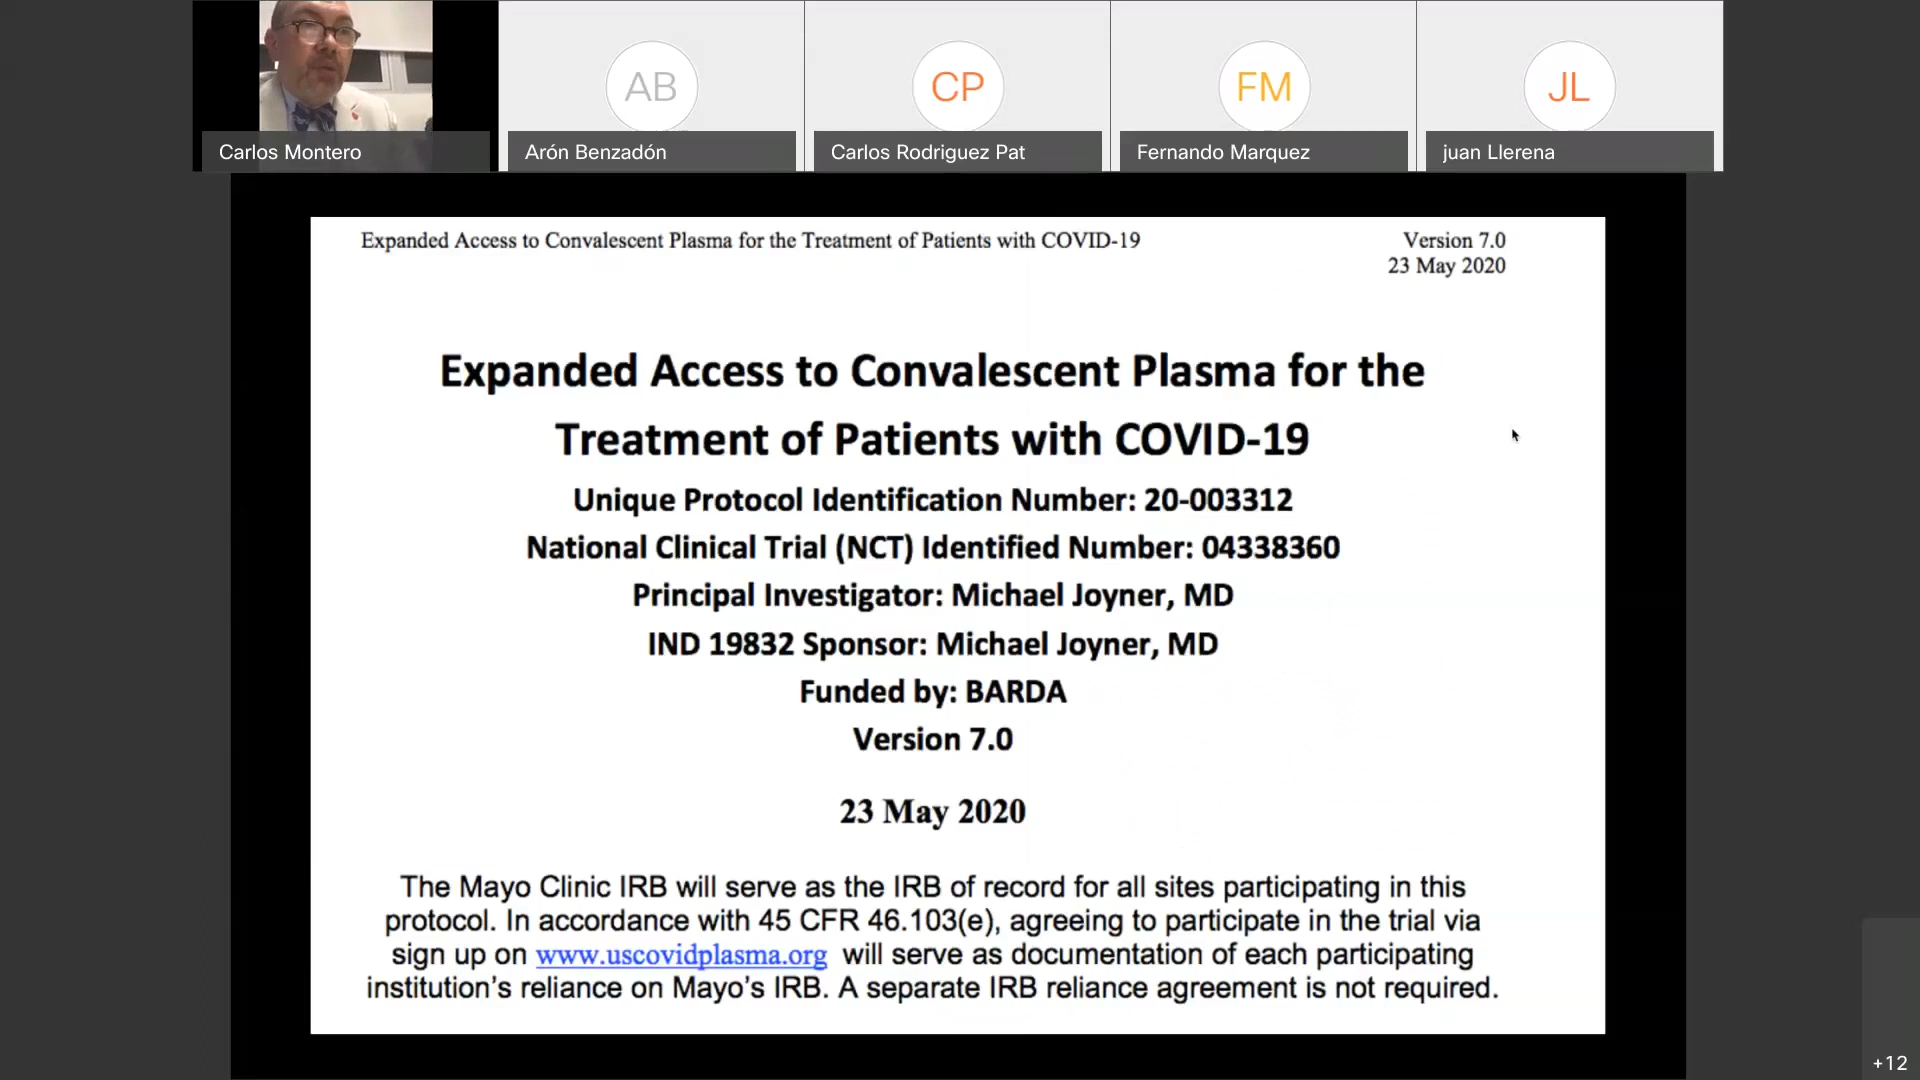 AB
CP
FM
JL
Carlos Montero
Arón Benzadón
Carlos Rodriguez Pat
Fernando Marquez
juan Llerena
Expanded Access to Convalescent Plasma for the Treatment of Patients with COVID-19
Version 7.0
23 May 2020
Expanded Access to Convalescent Plasma for the
Treatment of Patients with COVID-19
Unique Protocol Identification Number: 20-003312
National Clinical Trial (NCT) Identified Number: 04338360
Principal Investigator: Michael Joyner, MD
IND 19832 Sponsor: Michael Joyner, MD
Funded by: BARDA
Version 7.0
23 May 2020
The Mayo Clinic IRB will serve as the IRB of record for all sites participating in this
protocol. In accordance with 45 CFR 46.103(e), agreeing to participate in the trial via
sign up on www.uscovidplasma.org will serve as documentation of each participating
institution’s reliance on Mayo’s IRB. A separate IRB reliance agreement is not required.
+12